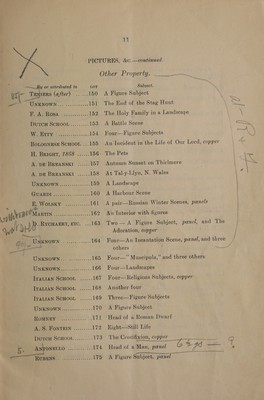 11
PICTURES, &c.—continued.
Other Property.
By or attributed to LOT Subject
TENIERS (after) ......150 A Figure Subject
UNKNOWN ......151 The End of the Stag Hunt
F. A. ROSA ......152 The Holy Family in a Landscape
DUTCH SCHOOL ......153 A Battle Scene
W. ETTY ......154 Four—Figure Subjects
BOLOGNESE SCHOOL ...155 An Incident in the Life of Our Lord, copper
H. BRIGHT, 1858 ......156 The Pets
A. DE BREANSKI ......157 Autumn Sunset on Thirlmere
A. DE BREANSKI ......158 At Tal y Llyn, N. Wales
UNKNOWN ......159 A Landscape
GUARDI ......160 A Harbour Scene
E. WOLSKY ......161 A pair—Russian Winter Scenes, panels
MARTIN ......162 An Interior with figures
RYCHAERT, ETC. ...163 Two—A Figure Subject, panel, and The
Adoration, copper
UNKNOWN ......164 Four—An Incantation Scene, panel, and three
others
UNKNOWN ......165 Four—"Municipals," and three others
UNKNOWN ......166 Four—Landscapes
ITALIAN SCHOOL ......167 Four—Religious Subjects, copper
ITALIAN SCHOOL ......168 Another four
ITALIAN SCHOOL ......169 Three—Figure Subjects
UNKNOWN ......170 A Figure Subject
ROMNEY ......171 Head of a Roman Dwarf
A. S. FONTEIN ......172 Eight—Still Life
DUTCH SCHOOL ......173 The Crucifixion, copper
ANTONELLO ......174 Head of a Man, panel
RUBENS ......175 A Figure Subject, panel